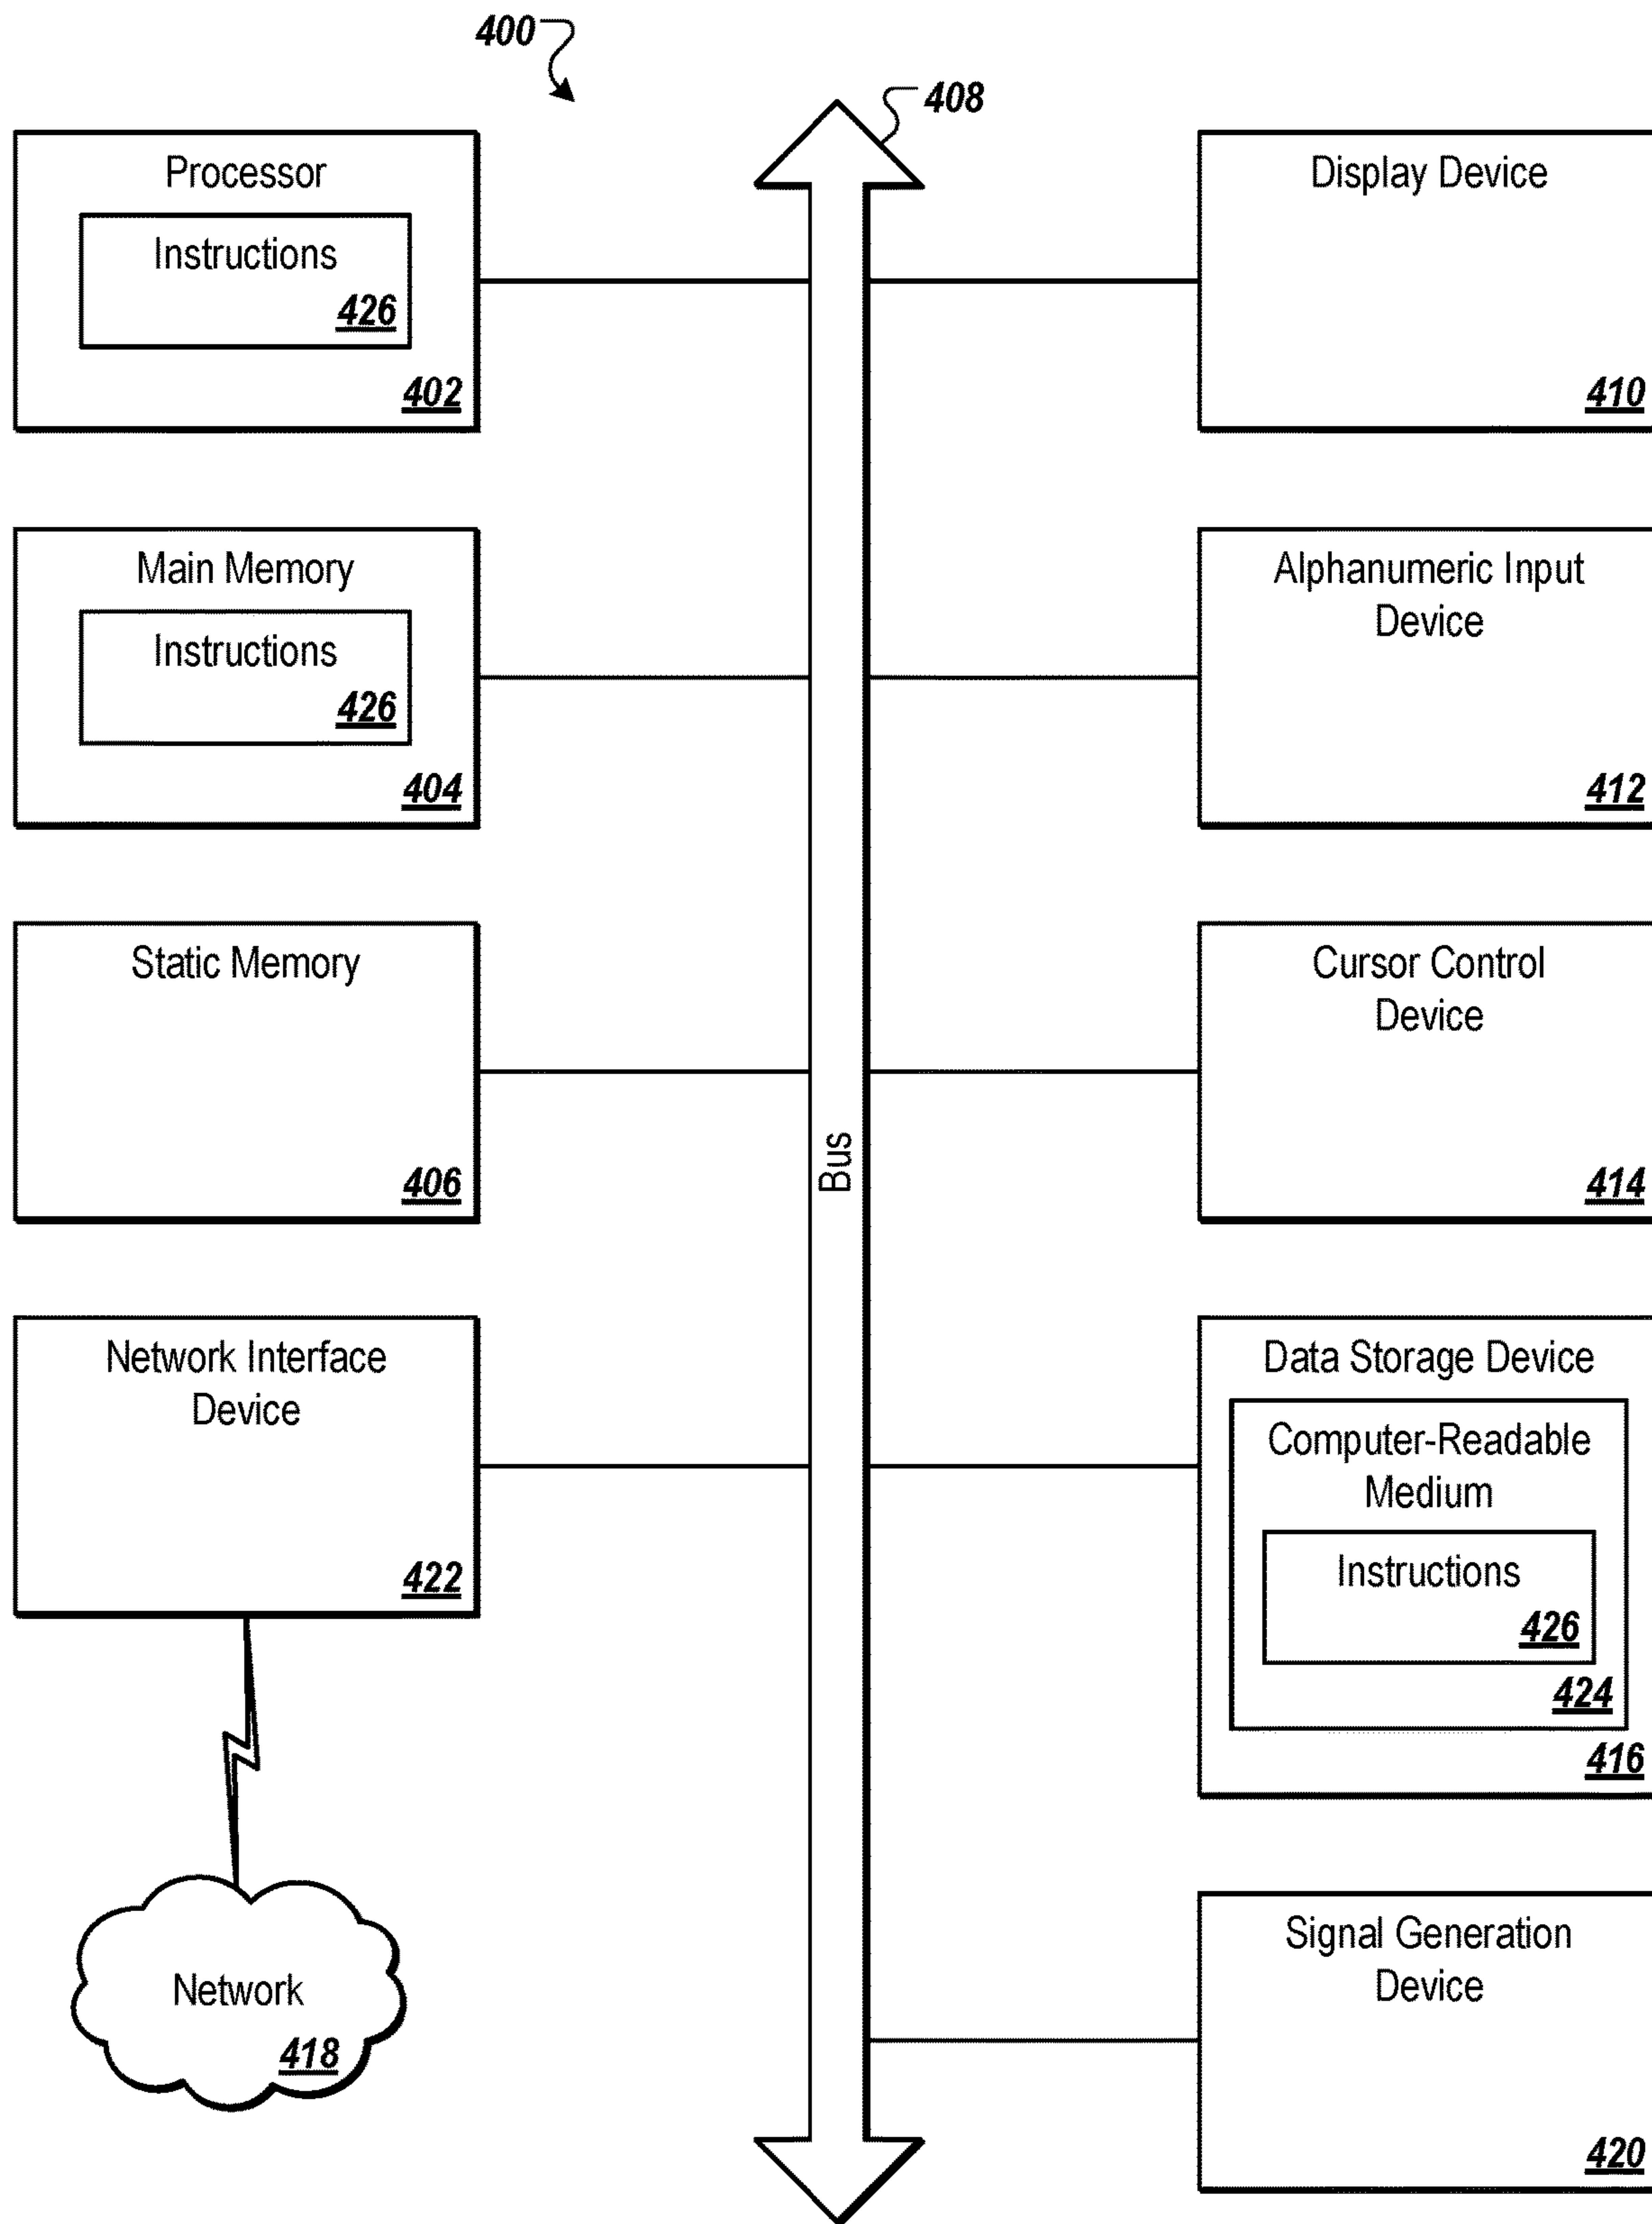 400
408
Processor
Instructions
426
402
Display Device
410
Main Memory
Instructions
426
404
Alphanumeric Input
Device
412
Static Memory
406
Cursor Control
Device
414
Bus
Network Interface
Device
422
Data Storage Device
Computer-Readable
Medium
Instructions
426
424
416
Network
418
Signal Generation
Device
420